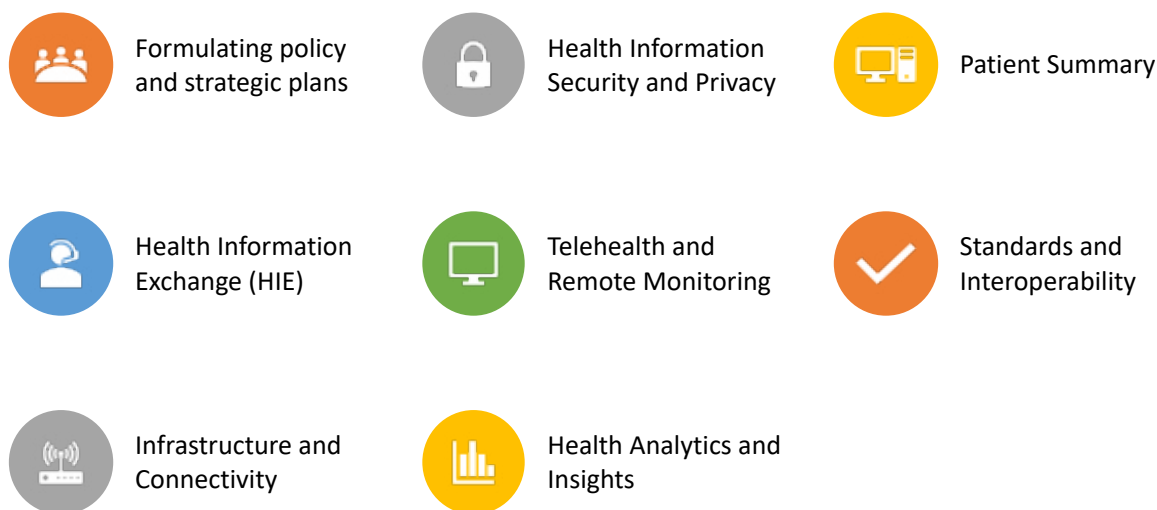 Formulating policy
and strategic plans
Health Information
Security and Privacy
Patient Summary
Health Information
Exchange (HIE)
Telehealth and
Remote Monitoring
Standards and
Interoperability
Infrastructure and
Connectivity
Health Analytics and
Insights